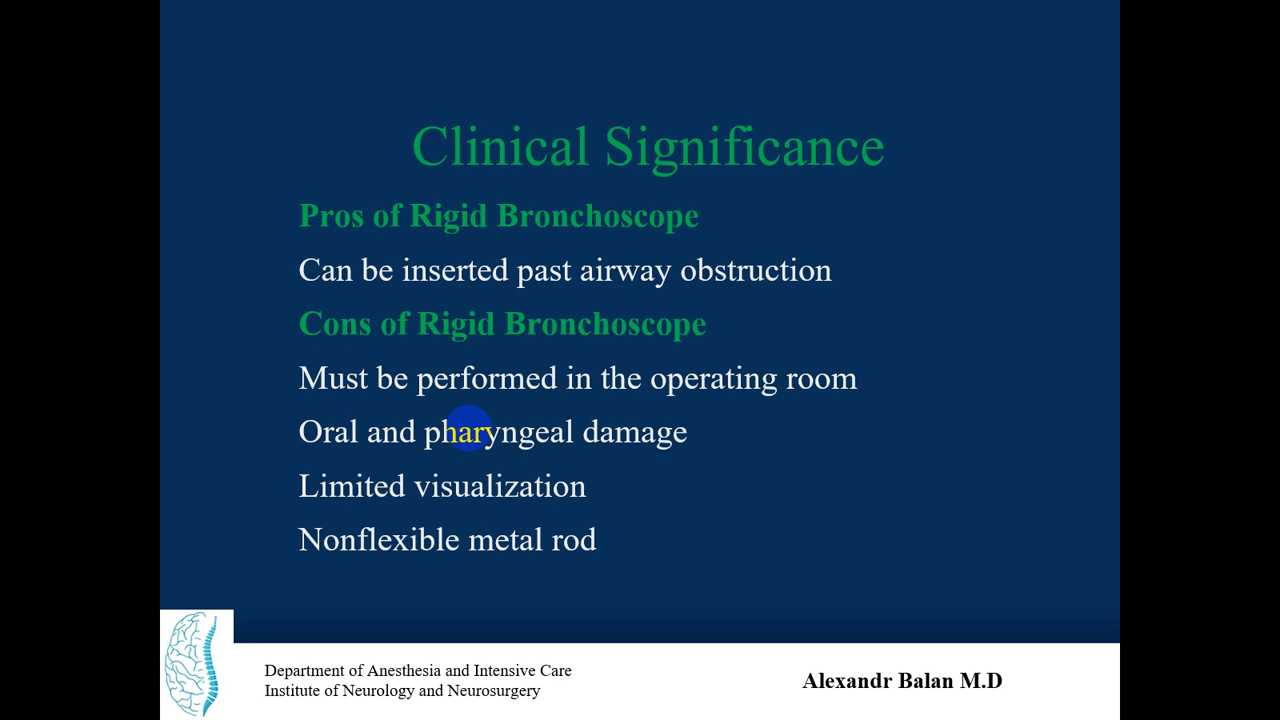 Clinical Significance
Pros of Rigid Bronchoscope
Can be inserted past airway obstruction
Cons of Rigid Bronchoscope
Must be performed in the operating room
Oral and pharyngeal damage
Limited visualization
Nonflexible metal rod
Department of Anesthesia and Intensive Care
Institute of Neurology and Neurosurgery
Alexandr Balan M.D